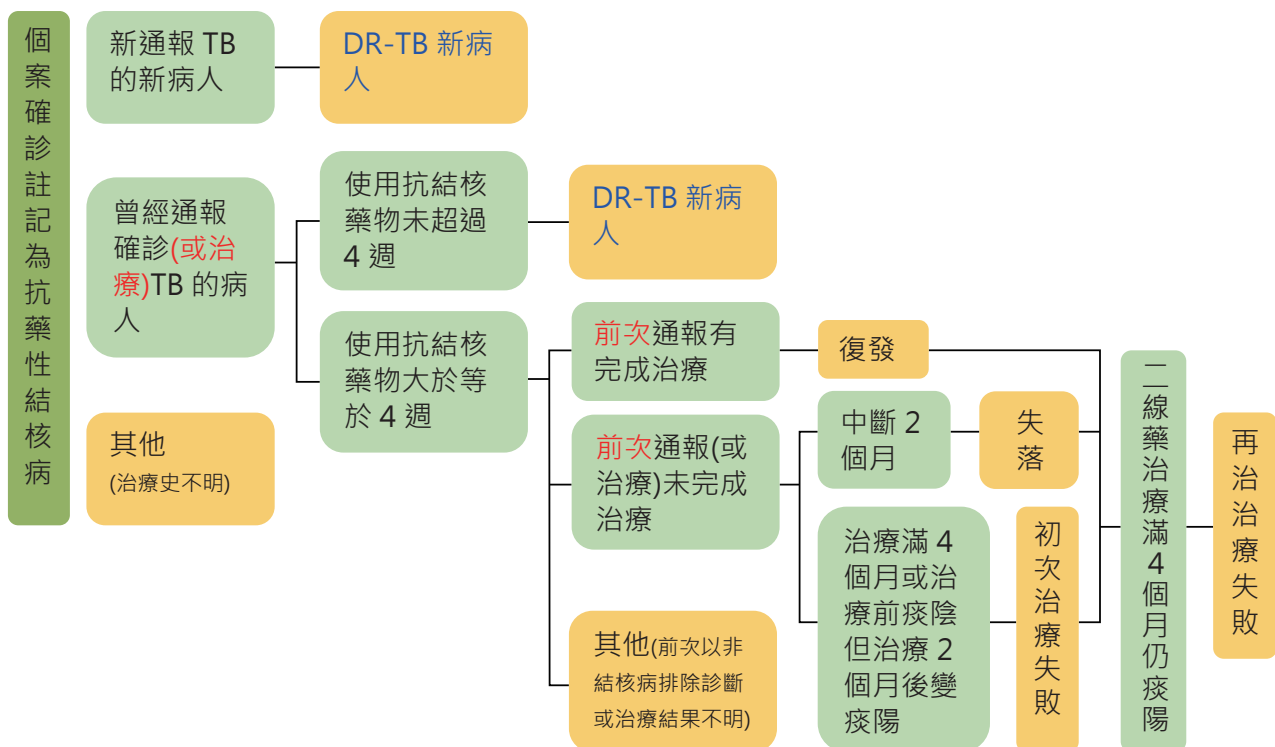 個案確診註記為抗藥性結核病
新通報 TB
的新病人
DR-TB 新病
人
曾經通報
確診(或治
療)TB 的病
人
使用抗結核
藥物未超過
4 週
DR-TB 新病
人
使用抗結核
藥物大於等
於 4 週
前次通報有
完成治療
復發
前次通報(或
治療)未完成
治療
中斷 2
個月
失落
治療滿 4
個月或治
療前痰陰
但治療 2
個月後變
痰陽
初次治療失敗
其他(前次以非
結核病排除診斷
或治療結果不明)
二線藥治療滿4個月仍痰陽
再治治療失敗
其他
(治療史不明)